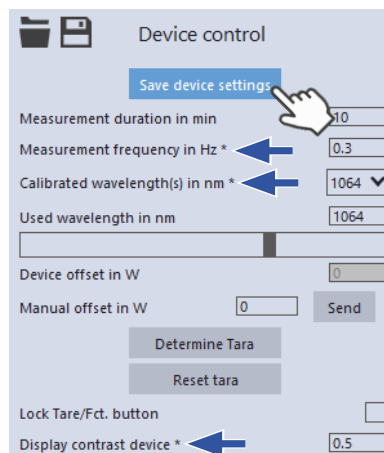 Device control
Save device settings
Measurement duration in min 10
Measurement frequency in Hz * 0.3
Calibrated wavelength(s) in nm * 1064
Used wavelength in nm 1064
Device offset in W 0
Manual offset in W 0 Send
Determine Tara
Reset tara
Lock Tare/Fct. button
Display contrast device * 0.5